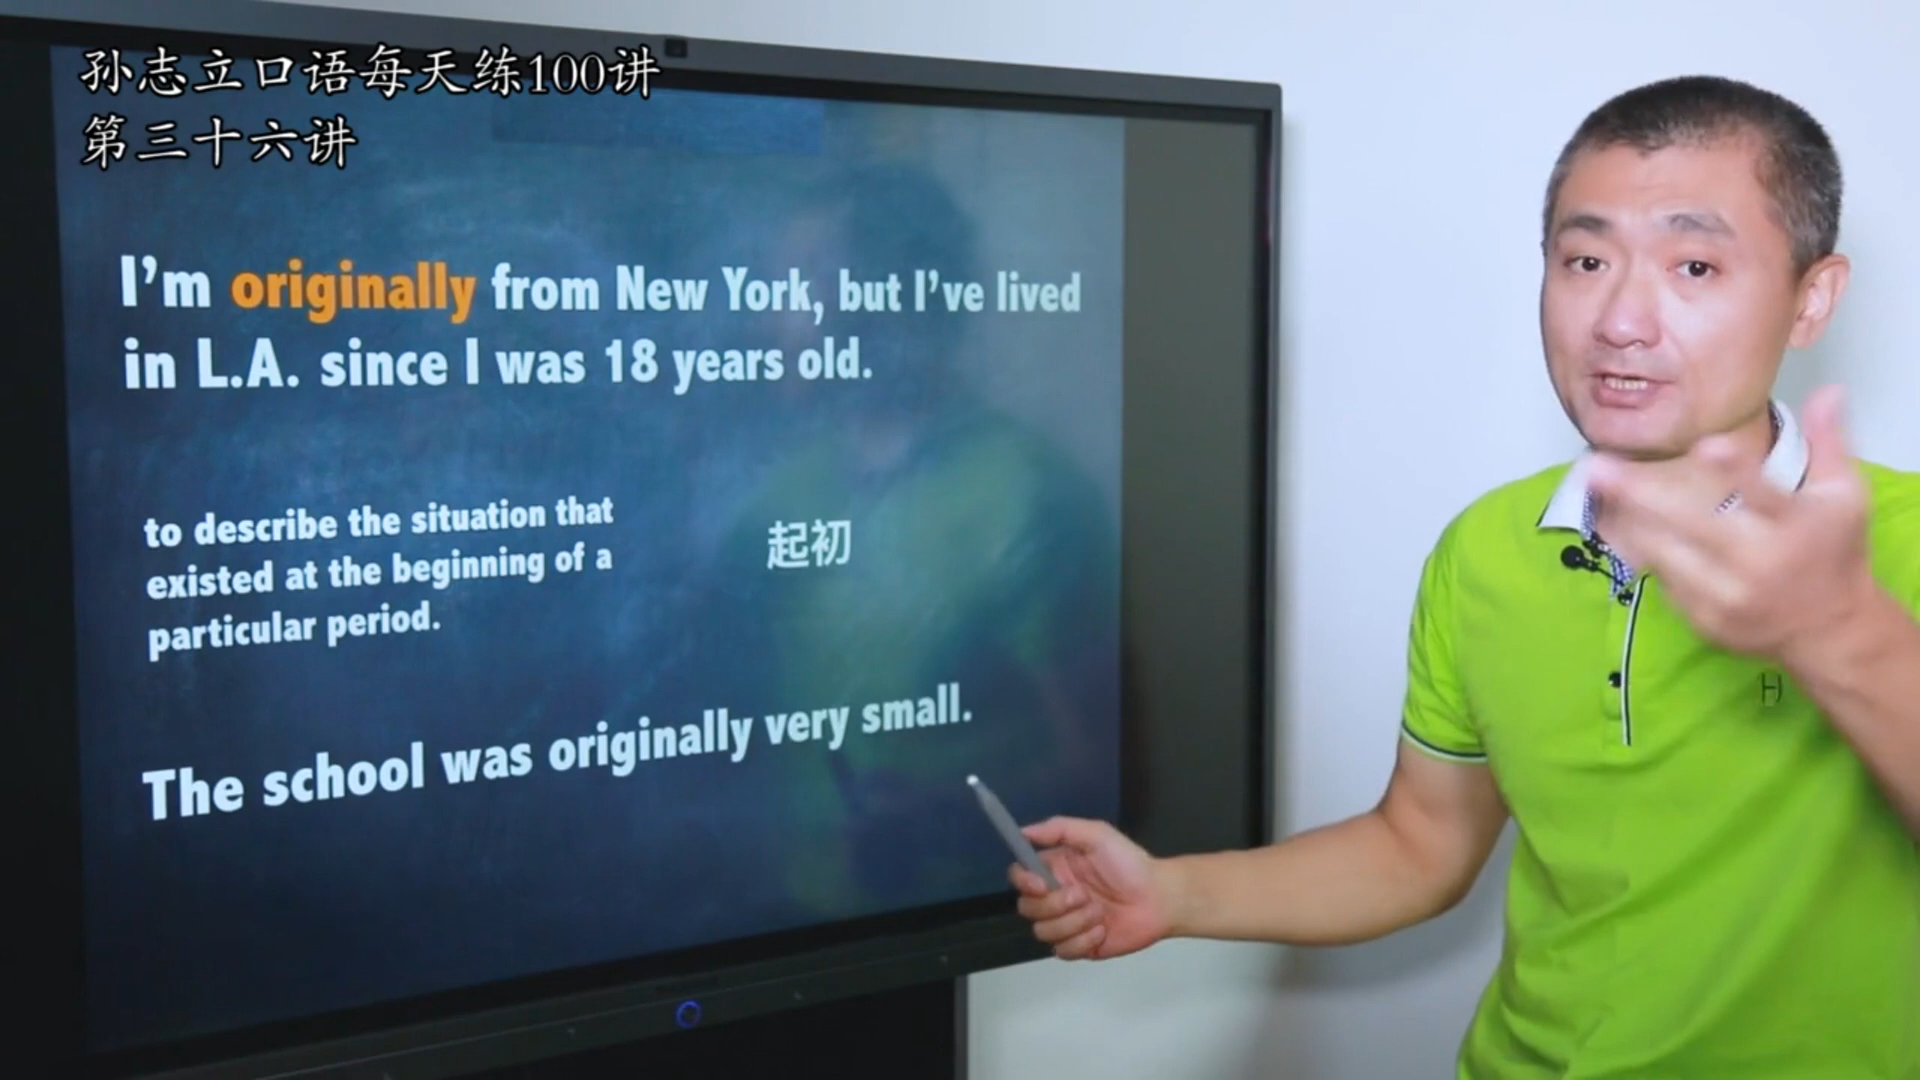 孙志立口语每天练100讲
第三十六讲
I'm originally from New York, but I've lived
in L.A. since I was 18 years old.
to describe the situation that
existed at the beginning of a
particular period.
起初
The school was originally very small.
H